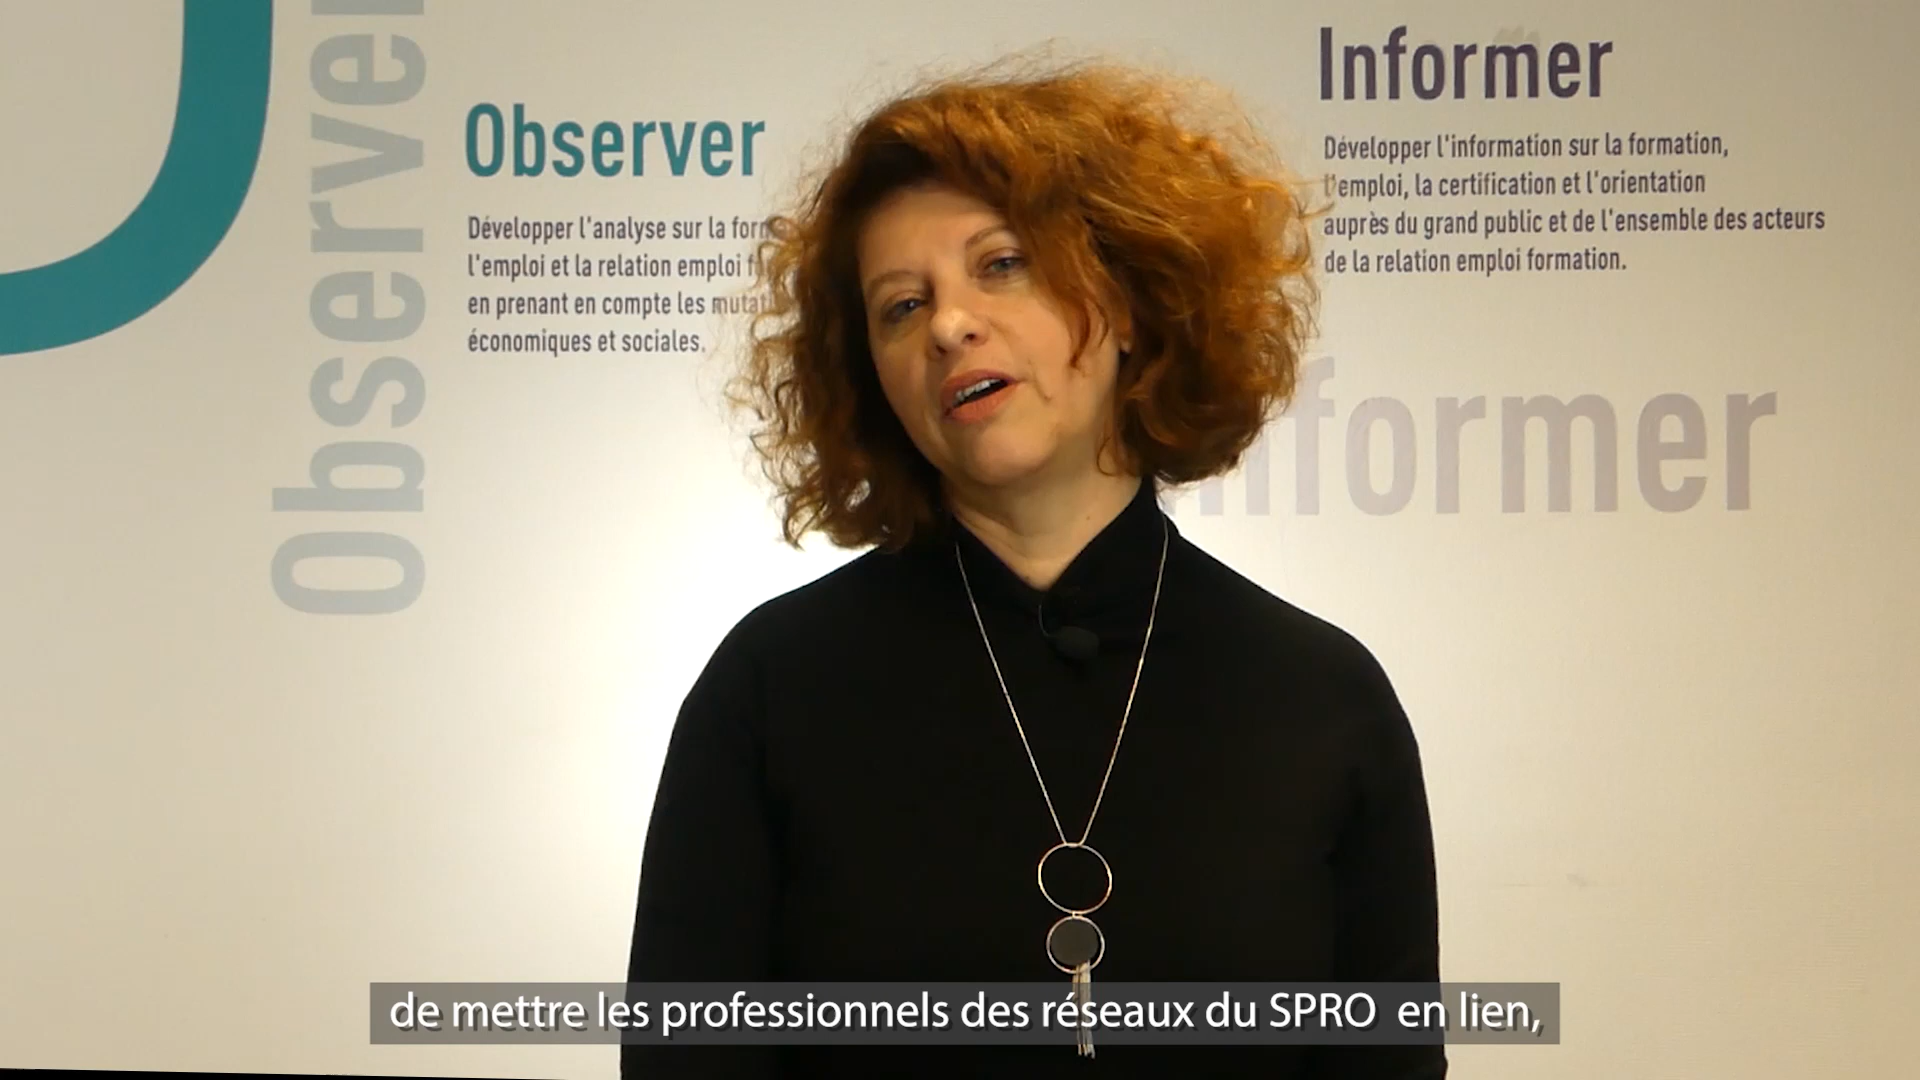 Observer
Observer
Développer l'analyse sur la
l'emploi et la relation emploi
en prenant en compte les
économiques et sociales.
Informer
Développer l'information sur la formation,
l'emploi, la certification et l'orientation
auprès du grand public et de l'ensemble des acteurs
de la relation emploi formation.
Informer
de mettre les professionnels des réseaux du SPRO en lien,